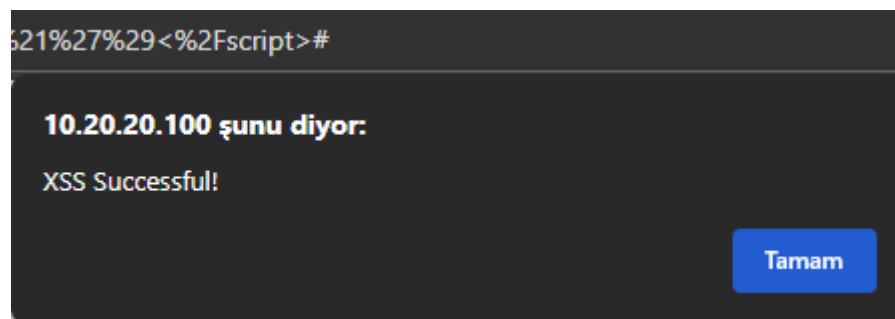 %21%27%29<%2Fscript>#
10.20.20.100 şunu diyor:
XSS Successful!
Tamam